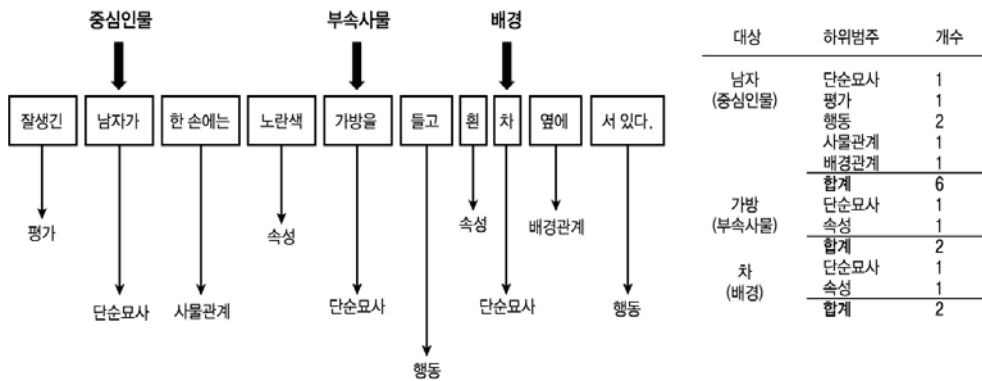 중심인물 부속사물 배경
잘생긴 남자가 한 손에는 노란색 가방을 들고 흰 차 옆에 서 있다.
평가 속성 속성 배경관계
단순묘사 사물관계 단순묘사 단순묘사 행동
행동
대상 하위범주 개수
남자 단순묘사 1
(중심인물) 평가 1
행동 2
사물관계 1
배경관계 1
합계 6
가방 단순묘사 1
(부속사물) 속성 1
합계 2
차 단순묘사 1
(배경) 속성 1
합계 2